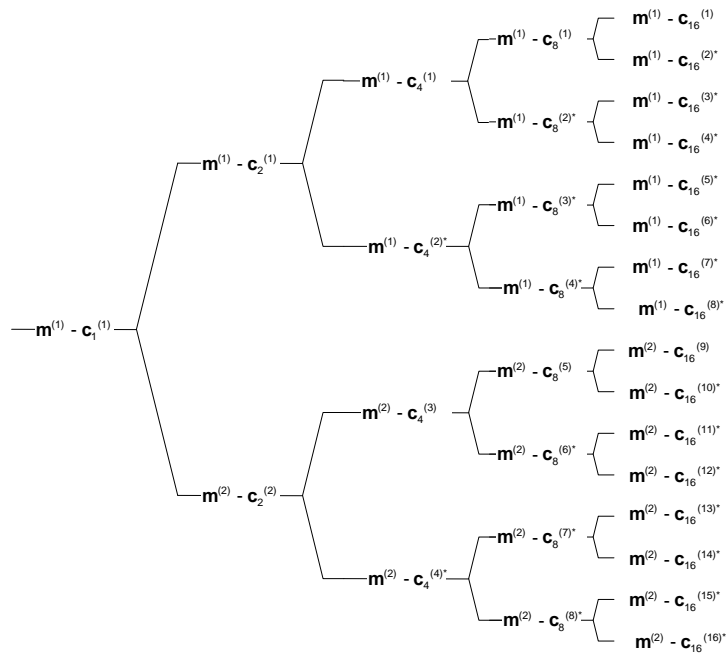 m(1) - c16(1)
m(1) - c8(1)
m(1) - c16(2)*
m(1) - c4(1)
m(1) - c16(3)*
m(1) - c8(2)*
m(1) - c16(4)*
m(1) - c2(1)
m(1) - c16(5)*
m(1) - c8(3)*
m(1) - c16(6)*
m(1) - c4(2)*
m(1) - c16(7)*
m(1) - c8(4)*
m(1) - c16(8)*
m(1) - c1(1)
m(2) - c16(9)
m(2) - c8(5)
m(2) - c16(10)*
m(2) - c4(3)
m(2) - c16(11)*
m(2) - c8(6)*
m(2) - c16(12)*
m(2) - c2(2)
m(2) - c16(13)*
m(2) - c8(7)*
m(2) - c16(14)*
m(2) - c4(4)*
m(2) - c16(15)*
m(2) - c8(8)*
m(2) - c16(16)*